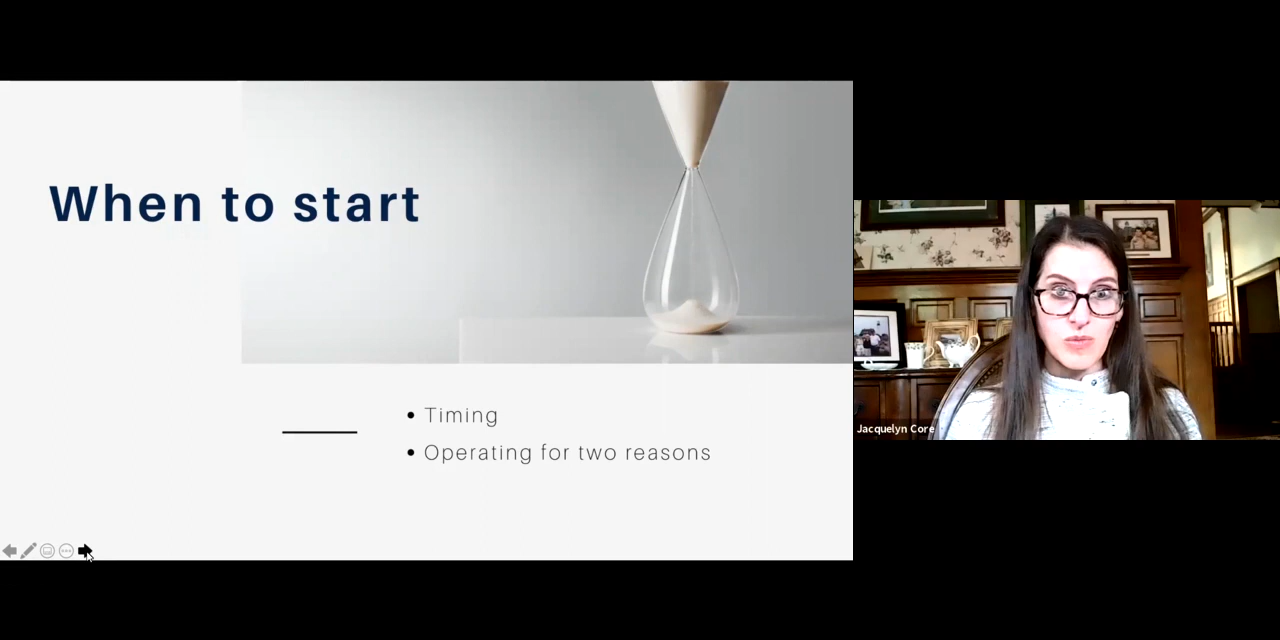 When to start
• Timing
• Operating for two reasons
Jacquelyn Core